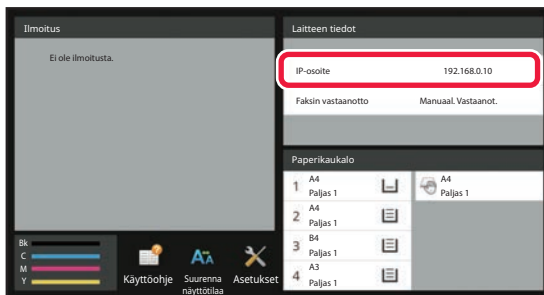 Ilmoitus
Ei ole ilmoitusta.
Laitteen tiedot
IP-osoite 192.168.0.10
Faksin vastaanotto Manuaal. Vastaanot.
Paperikaukalo
1 A4
Paljas 1
A4
Paljas 1
2 A4
Paljas 1
3 B4
Paljas 1
4 A3
Paljas 1
Bk
C
M
Y
Käyttöohje
Suurenna
näyttötilaa
Asetukset